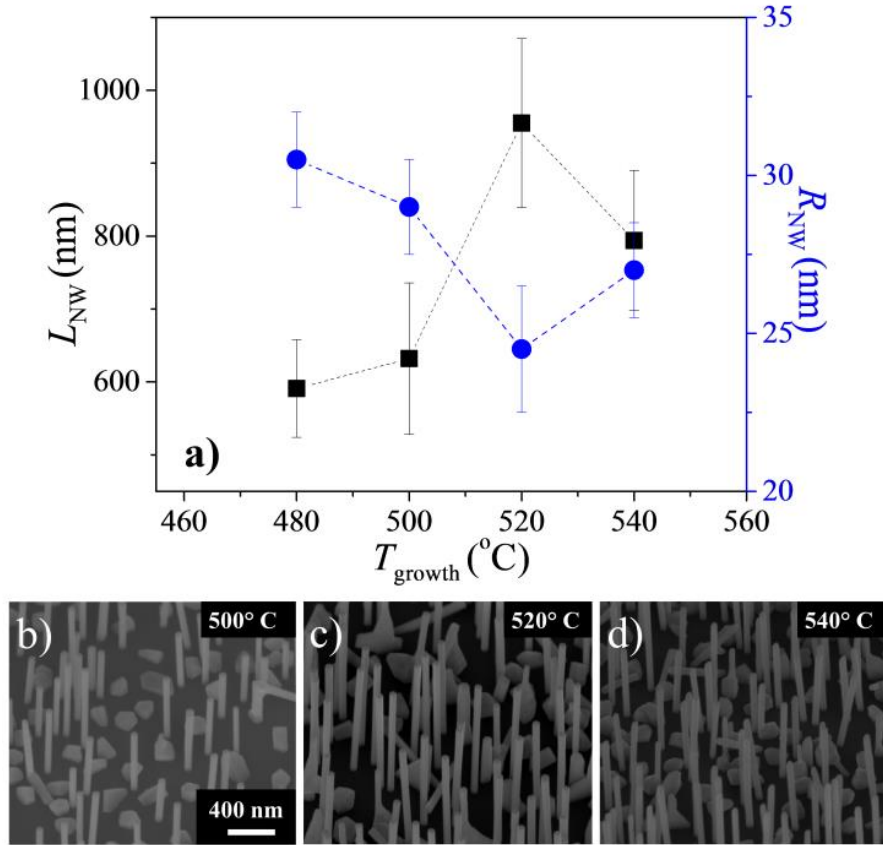 1000
800
600
L_NW (nm)
35
30
25
20
R_NW (nm)
a)
460 480 500 520 540 560
T_growth (°C)
b) 500° C
400 nm
c) 520° C
d) 540° C